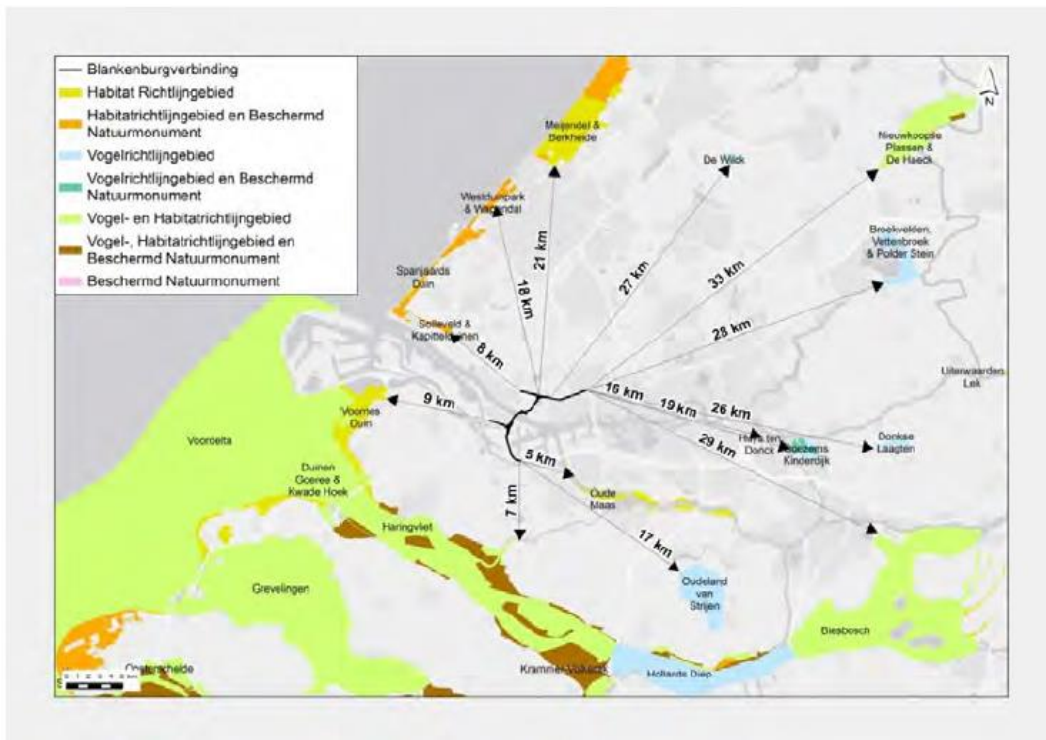 Blankenburgverbinding
Habitat Richtlijngebied
Habitatrichtlijngebied en Beschermd
Natuurmonument
Vogelrichtlijngebied
Vogelrichtlijngebied en Beschermd
Natuurmonument
Vogel- en Habitatrichtlijngebied
Vogel-, Habitatrichtlijngebied en
Beschermd Natuurmonument
Beschermd Natuurmonument
Z
Meijendel &
Berkheide
De Wilck
Nieuwkoopse
Plassen &
De Haeck
Westduinpark
& Wapendal
Broekvelden,
Vettenbroek
& Polder Stein
21 km
27 km
33 km
18 km
Spanjaards
Duin
Solleveld &
Kapittelduinen
8 km
28 km
Uiterwaarden
Lek
16 km
19 km
26 km
9 km
Voornes
Duin
Voordelta
29 km
Donkse
Laagten
Kinderdijk
5 km
Duinen
Goeree &
Kwade Hoek
7 km
Oude
Maas
Haringvliet
17 km
Grevelingen
Oudeland
van
Strijen
Biesbosch
Oosterschelde
Hollands Diep